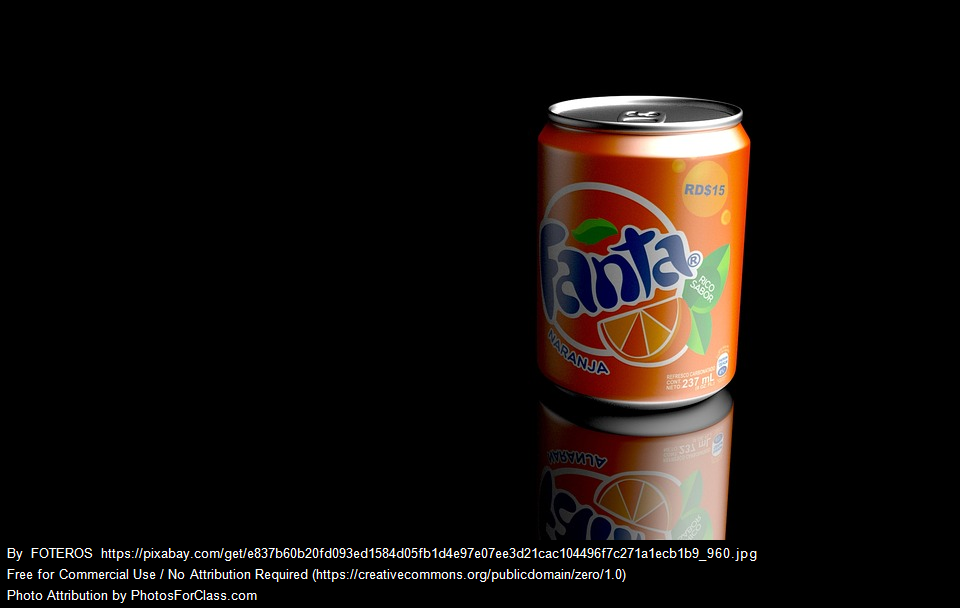 RD$15
Fanta®
RICO
SABOR
NARANJA
REFRESCO CARBONATADO
CONT.
NETO
237 mL
By FOTEROS https://pixabay.com/get/e837b60b20fd093ed1584d05fb1d4e97e07ee3d21cac104496f7c271a1ecb1b9_960.jpg
Free for Commercial Use / No Attribution Required (https://creativecommons.org/publicdomain/zero/1.0)
Photo Attribution by PhotosForClass.com